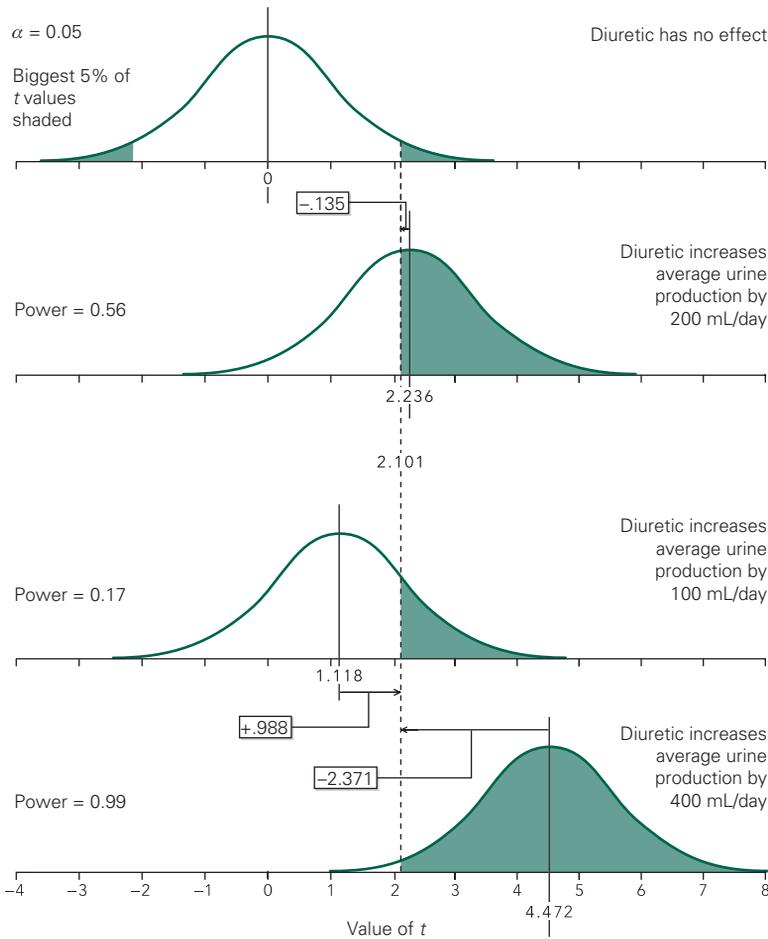 α = 0.05
Diuretic has no effect
Biggest 5% of
t values
shaded
0
–.135
Diuretic increases
average urine
production by
200 mL/day
Power = 0.56
2.236
2.101
Diuretic increases
average urine
production by
100 mL/day
Power = 0.17
1.118
+.988
Diuretic increases
average urine
production by
400 mL/day
–2.371
Power = 0.99
–4 –3 –2 –1 0 1 2 3 4 5 6 7 8
4.472
Value of t